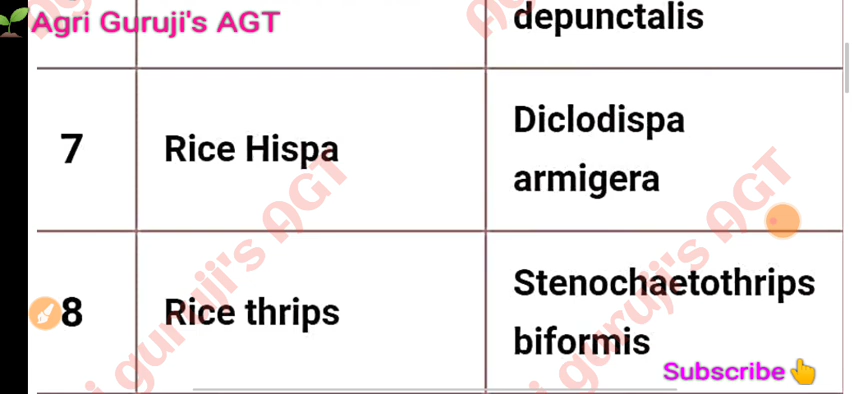 Agri Guruji's AGT
depunctalis
7 Rice Hispa Diclodispa
armigera
8 Rice thrips Stenochaetothrips
biformis
Subscribe